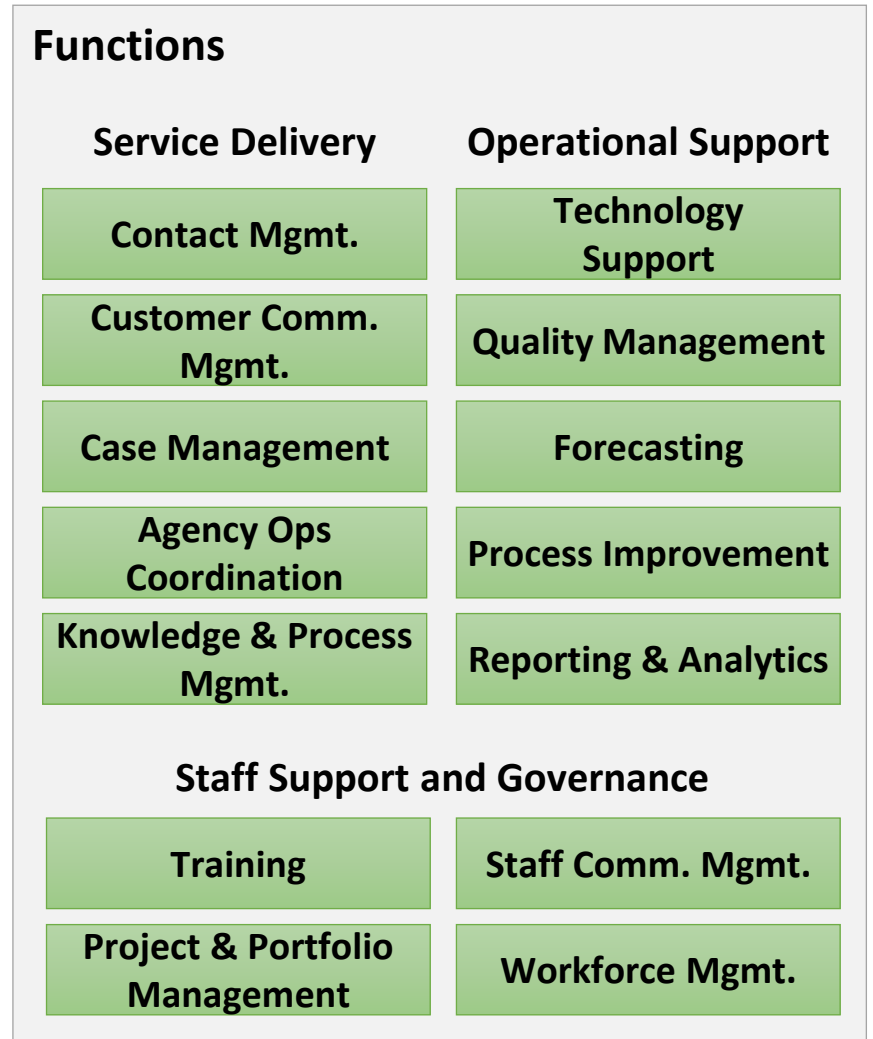 Functions
Service Delivery
Contact Mgmt.
Customer Comm.
Mgmt.
Case Management
Agency Ops
Coordination
Knowledge & Process
Mgmt.
Operational Support
Technology
Support
Quality Management
Forecasting
Process Improvement
Reporting & Analytics
Staff Support and Governance
Training
Staff Comm. Mgmt.
Project & Portfolio
Management
Workforce Mgmt.